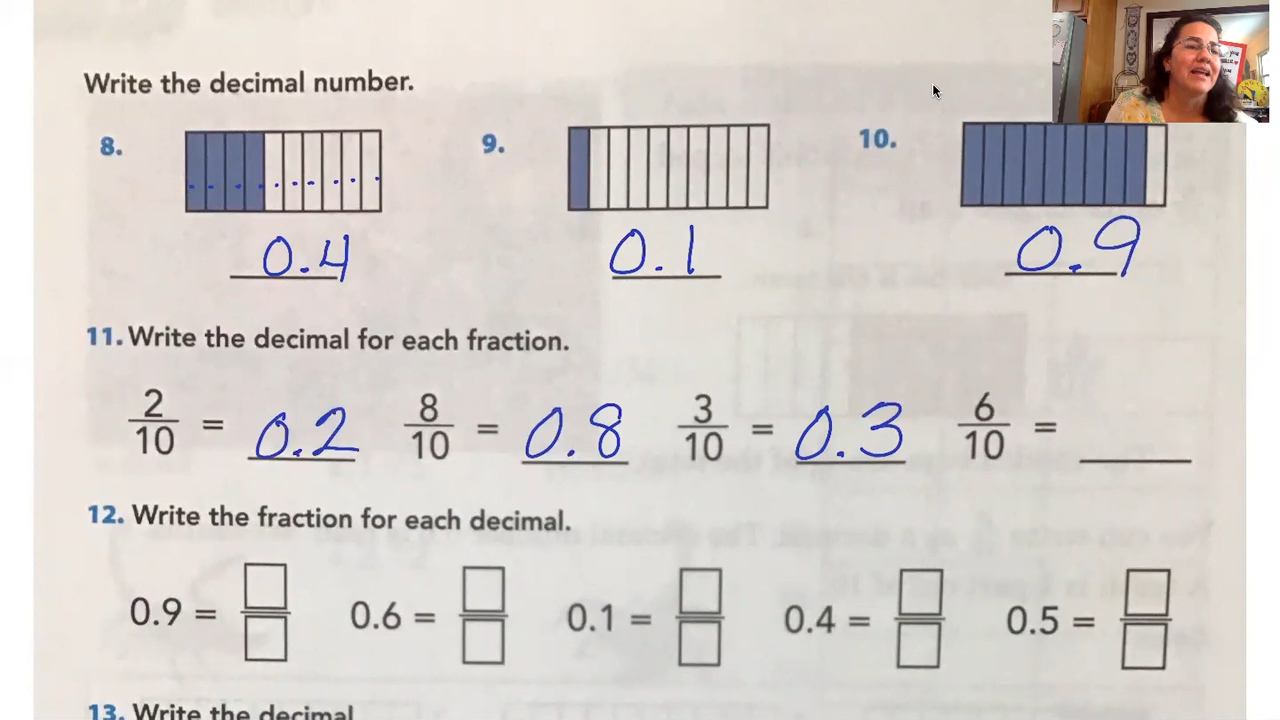 Write the decimal number.
8. 9. 10.
0.4 0.1 0.9
11. Write the decimal for each fraction.
2/10 = 0.2 8/10 = 0.8 3/10 = 0.3 6/10 =
12. Write the fraction for each decimal.
0.9 = 0.6 = 0.1 = 0.4 = 0.5 =
13. Write the decimal